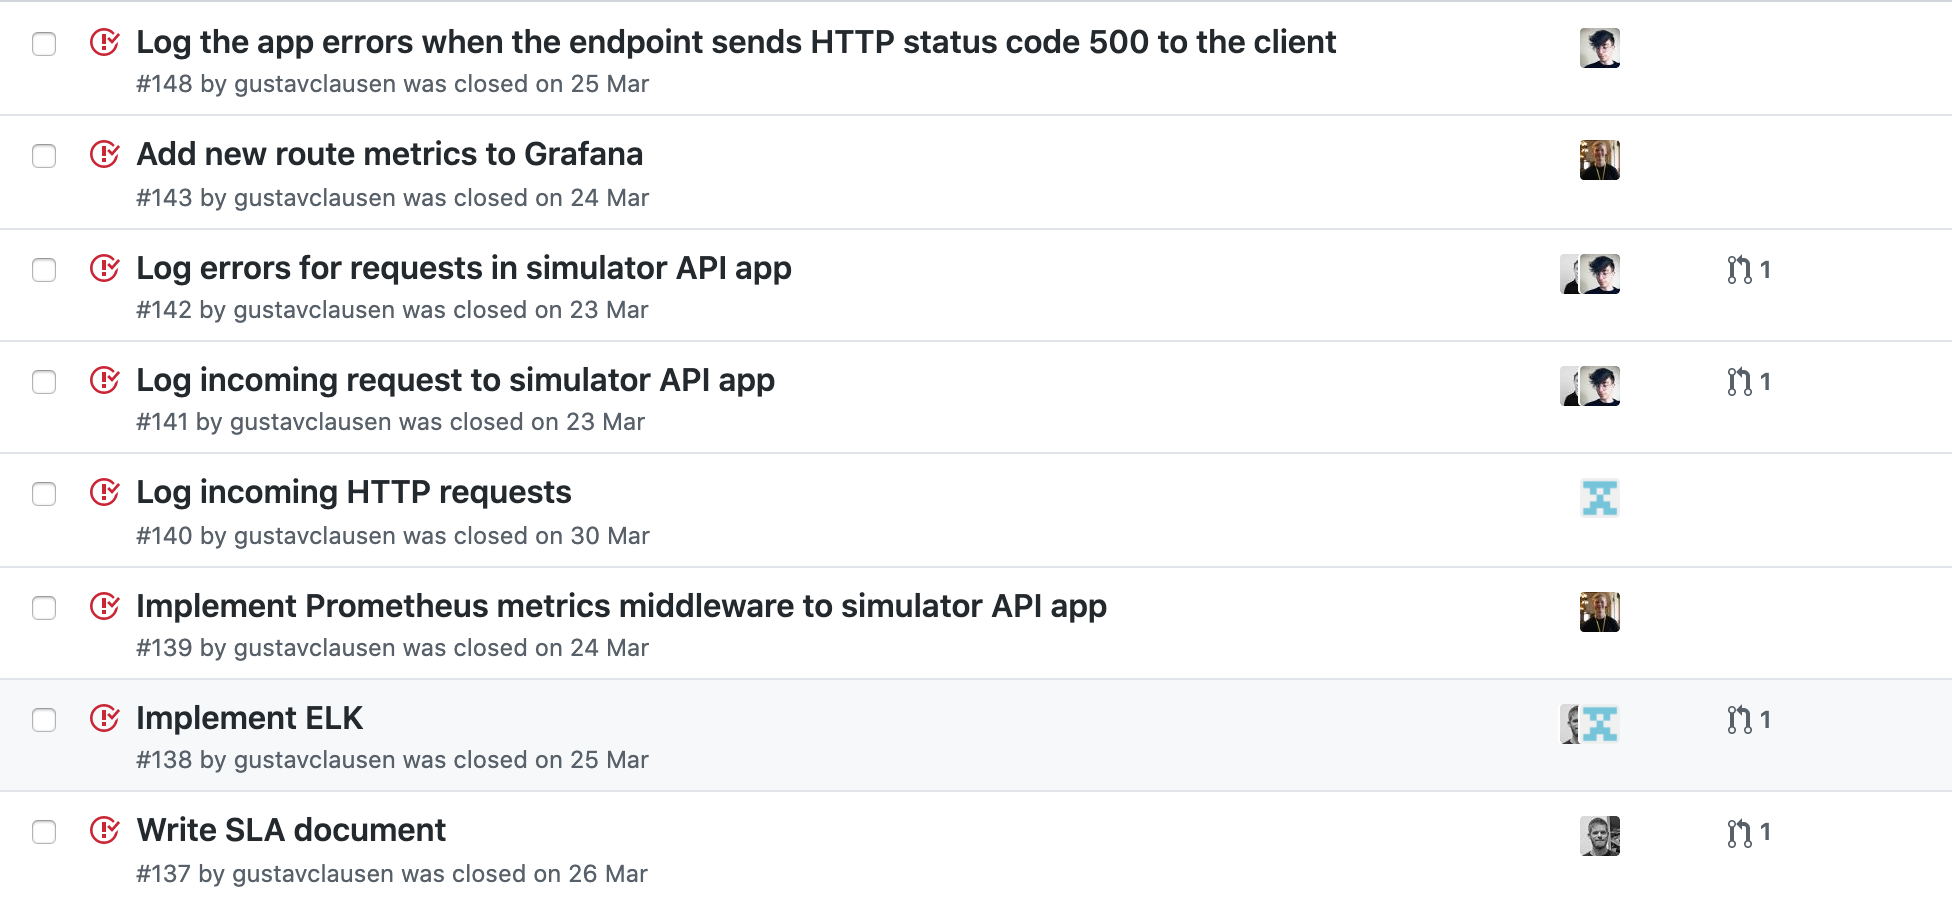 Log the app errors when the endpoint sends HTTP status code 500 to the client
#148 by gustavclausen was closed on 25 Mar
Add new route metrics to Grafana
#143 by gustavclausen was closed on 24 Mar
Log errors for requests in simulator API app
1
#142 by gustavclausen was closed on 23 Mar
Log incoming request to simulator API app
1
#141 by gustavclausen was closed on 23 Mar
Log incoming HTTP requests
#140 by gustavclausen was closed on 30 Mar
Implement Prometheus metrics middleware to simulator API app
#139 by gustavclausen was closed on 24 Mar
Implement ELK
1
#138 by gustavclausen was closed on 25 Mar
Write SLA document
1
#137 by gustavclausen was closed on 26 Mar